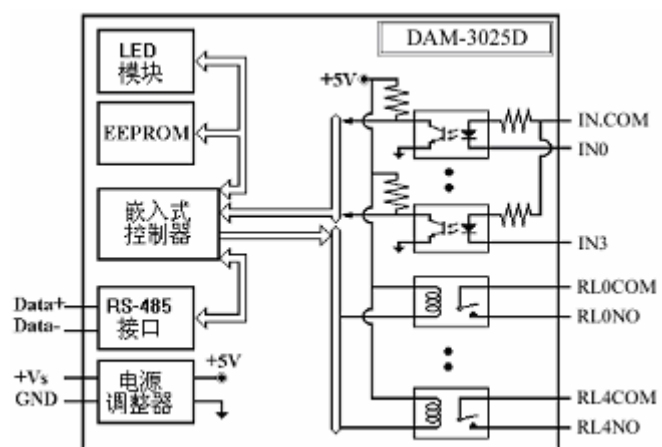 DAM-3025D
LED
模块
+5V
EEPROM
IN.COM
IN0
嵌入式
控制器
IN3
Data+
Data-
RS-485
接口
RL0COM
RL0NO
+5V
+Vs
GND
电源
调整器
RL4COM
RL4NO